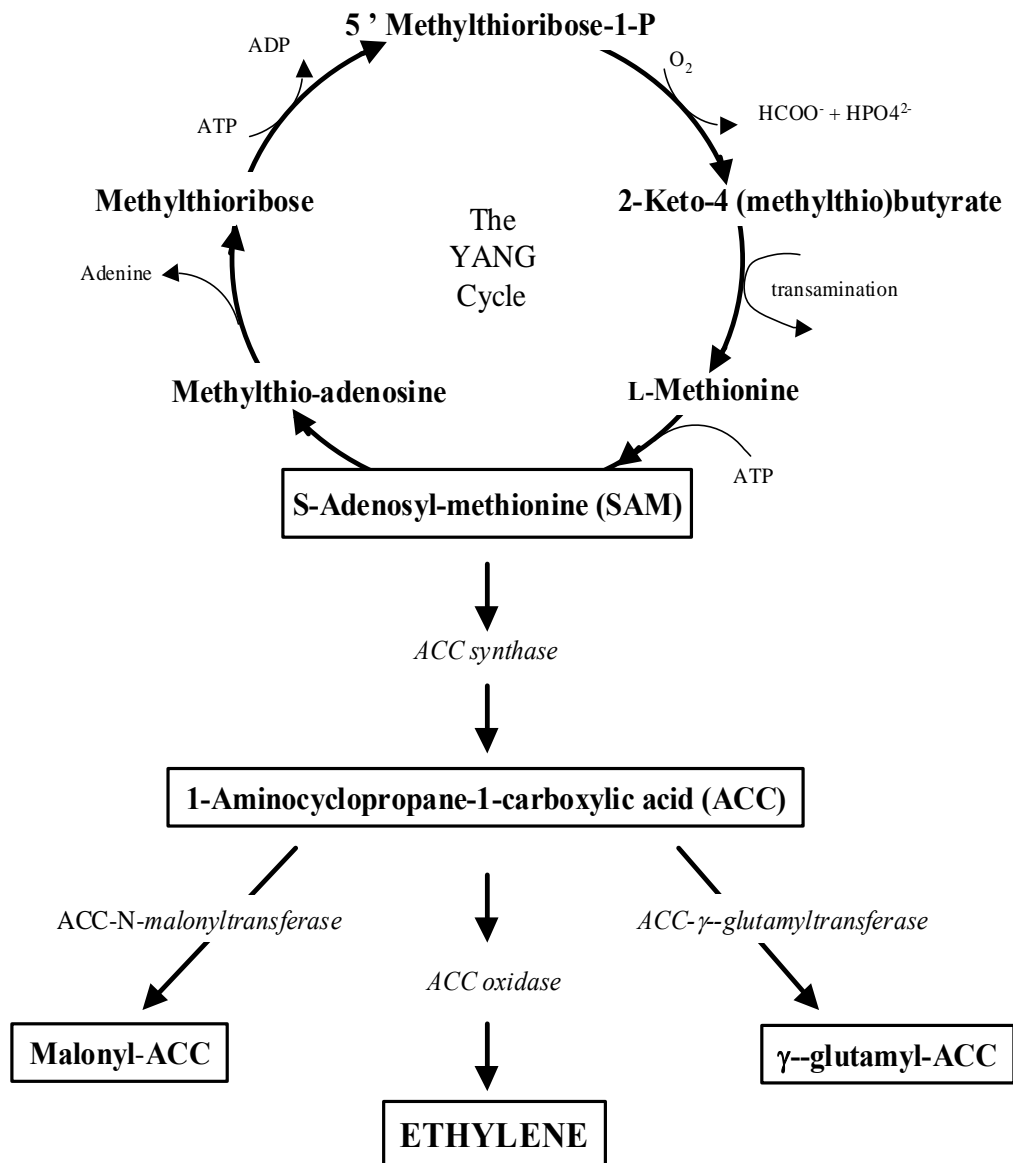 5 ’ Methylthioribose-1-P
ADP
O2
ATP
HCOO- + HPO4²-
Methylthioribose
2-Keto-4 (methylthio)butyrate
The
YANG
Cycle
Adenine
transamination
Methylthio-adenosine
L-Methionine
ATP
S-Adenosyl-methionine (SAM)
ACC synthase
1-Aminocyclopropane-1-carboxylic acid (ACC)
ACC-N-malonyltransferase
ACC-γ--glutamyltransferase
ACC oxidase
Malonyl-ACC
γ--glutamyl-ACC
ETHYLENE